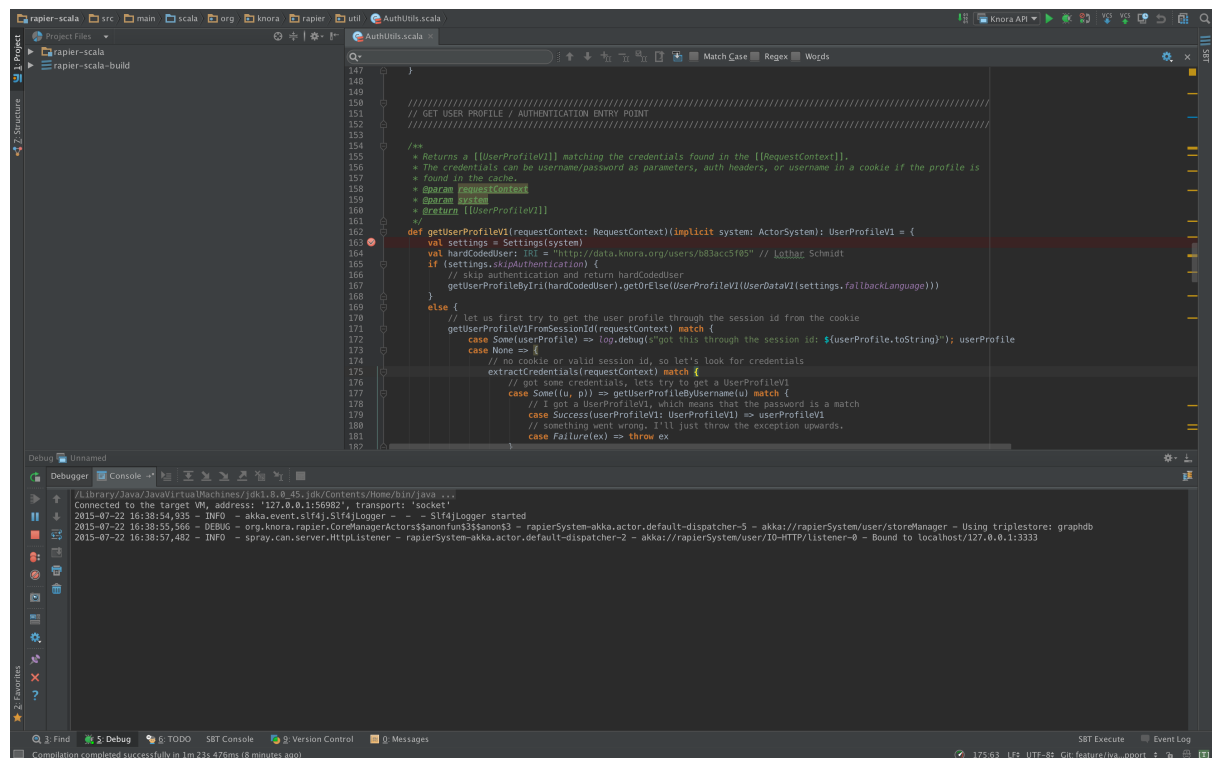 rapier-scala src main scala org knora rapier util AuthUtils.scala
Knora API
VCS VCS
Project Files
AuthUtils.scala
1: Project
rapier-scala
rapier-scala-build
Z: Structure
2: Favorites
SBT
Match Case Regex Words
147 }
148
149
150 ////////////////////////////////////////////////////////////////////////////////////////////////////////////////////
151 // GET USER PROFILE / AUTHENTICATION ENTRY POINT
152 ////////////////////////////////////////////////////////////////////////////////////////////////////////////////////
153
154 /**
155 * Returns a [[UserProfileV1]] matching the credentials found in the [[RequestContext]].
156 * The credentials can be username/password as parameters, auth headers, or username in a cookie if the profile is
157 * found in the cache.
158 * @param requestContext
159 * @param system
160 * @return [[UserProfileV1]]
161 */
162 def getUserProfileV1(requestContext: RequestContext)(implicit system: ActorSystem): UserProfileV1 = {
163 val settings = Settings(system)
164 val hardCodedUser: IRI = "http://data.knora.org/users/b83acc5f05" // Lothar Schmidt
165 if (settings.skipAuthentication) {
166 // skip authentication and return hardCodedUser
167 getUserProfileByIri(hardCodedUser).getOrElse(UserProfileV1(UserDataV1(settings.fallbackLanguage)))
168 }
169 else {
170 // let us first try to get the user profile through the session id from the cookie
171 getUserProfileV1FromSessionId(requestContext) match {
172 case Some(userProfile) => log.debug(s"got this through the session id: ${userProfile.toString}"); userProfile
173 case None => {
174 // no cookie or valid session id, so let's look for credentials
175 extractCredentials(requestContext) match {
176 // got some credentials, lets try to get a UserProfileV1
177 case Some((u, p)) => getUserProfileByUsername(u) match {
178 // I got a UserProfileV1, which means that the password is a match
179 case Success(userProfileV1: UserProfileV1) => userProfileV1
180 // something went wrong. I'll just throw the exception upwards.
181 case Failure(ex) => throw ex
182 }
Debug Unnamed
Debugger Console
/Library/Java/JavaVirtualMachines/jdk1.8.0_45.jdk/Contents/Home/bin/java ...
Connected to the target VM, address: '127.0.0.1:56982', transport: 'socket'
2015-07-22 16:38:54,935 - INFO - akka.event.slf4j.Slf4jLogger - - - Slf4jLogger started
2015-07-22 16:38:55,566 - DEBUG - org.knora.rapier.CoreManagerActors$$anonfun$3$$anon$3 - rapierSystem-akka.actor.default-dispatcher-5 - akka://rapierSystem/user/storeManager - Using triplestore: graphdb
2015-07-22 16:38:57,482 - INFO - spray.can.server.HttpListener - rapierSystem-akka.actor.default-dispatcher-2 - akka://rapierSystem/user/IO-HTTP/listener-0 - Bound to localhost/127.0.0.1:3333
3: Find 5: Debug 6: TODO SBT Console 9: Version Control 0: Messages SBT Execute Event Log
Compilation completed successfully in 1m 23s 476ms (8 minutes ago) 175:63 LF UTF-8 Git: feature/iva...pport